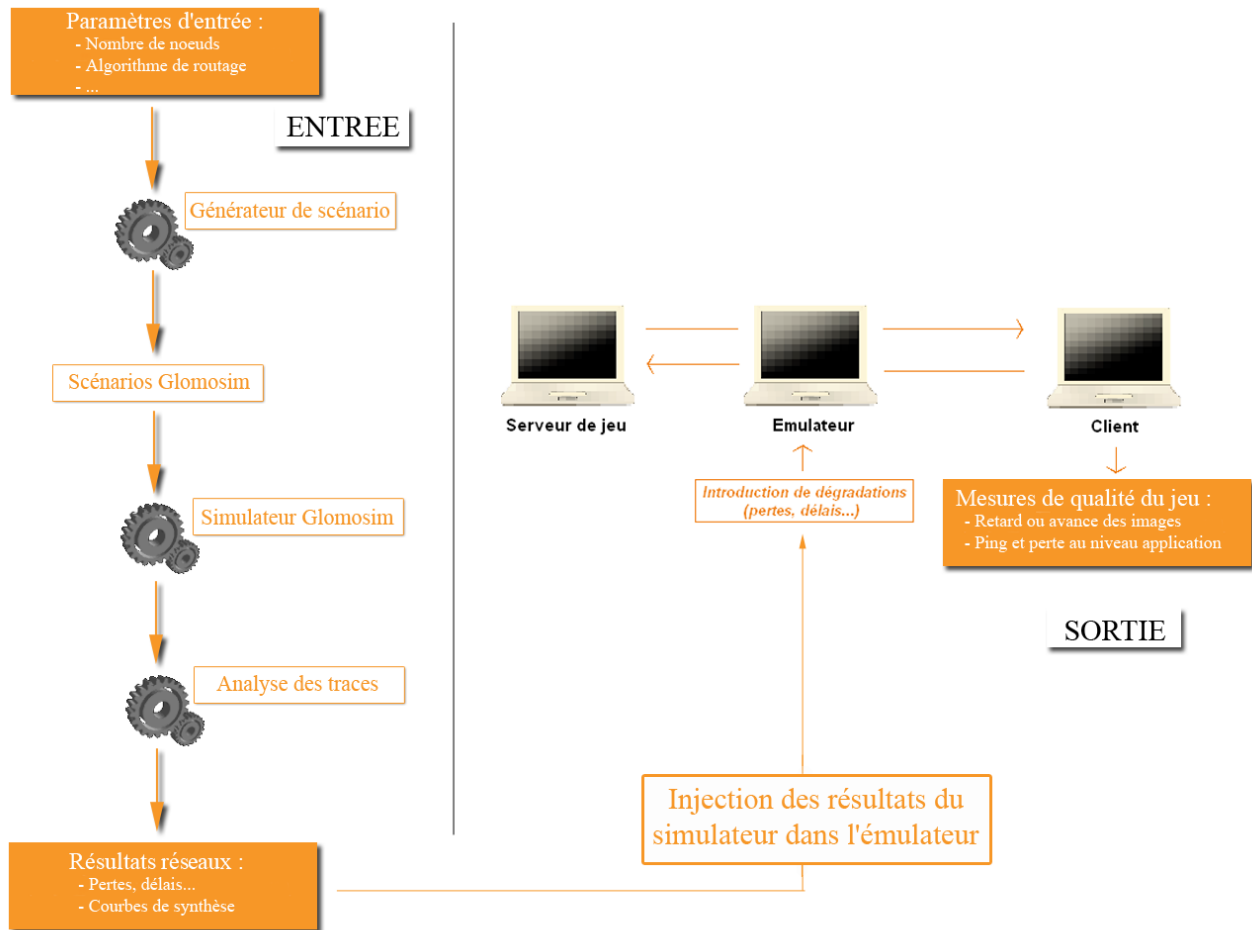 Paramètres d'entrée :
- Nombre de noeuds
- Algorithme de routage
- ...
ENTREE
Générateur de scénario
Scénarios Glomosim
Simulateur Glomosim
Analyse des traces
Résultats réseaux :
- Pertes, délais...
- Courbes de synthèse
Serveur de jeu
Emulateur
Client
Introduction de dégradations
(pertes, délais...)
Mesures de qualité du jeu :
- Retard ou avance des images
- Ping et perte au niveau application
SORTIE
Injection des résultats du
simulateur dans l'émulateur